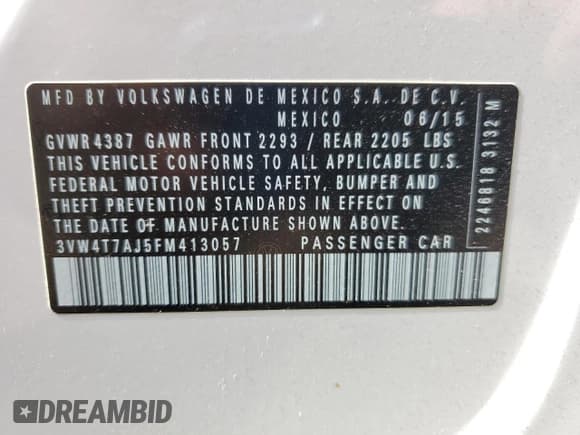 MFD BY VOLKSWAGEN DE MEXICO S.A. DE C.V.
MEXICO 06/15
GVWR 4387 GAWR FRONT 2293 / REAR 2205 LBS
THIS VEHICLE CONFORMS TO ALL APPLICABLE U.S.
FEDERAL MOTOR VEHICLE SAFETY, BUMPER AND
THEFT PREVENTION STANDARDS IN EFFECT ON
THE DATE OF MANUFACTURE SHOWN ABOVE.
3VW4T7AJ5FM413057 PASSENGER CAR
2246818 3132 M
DREAMBID